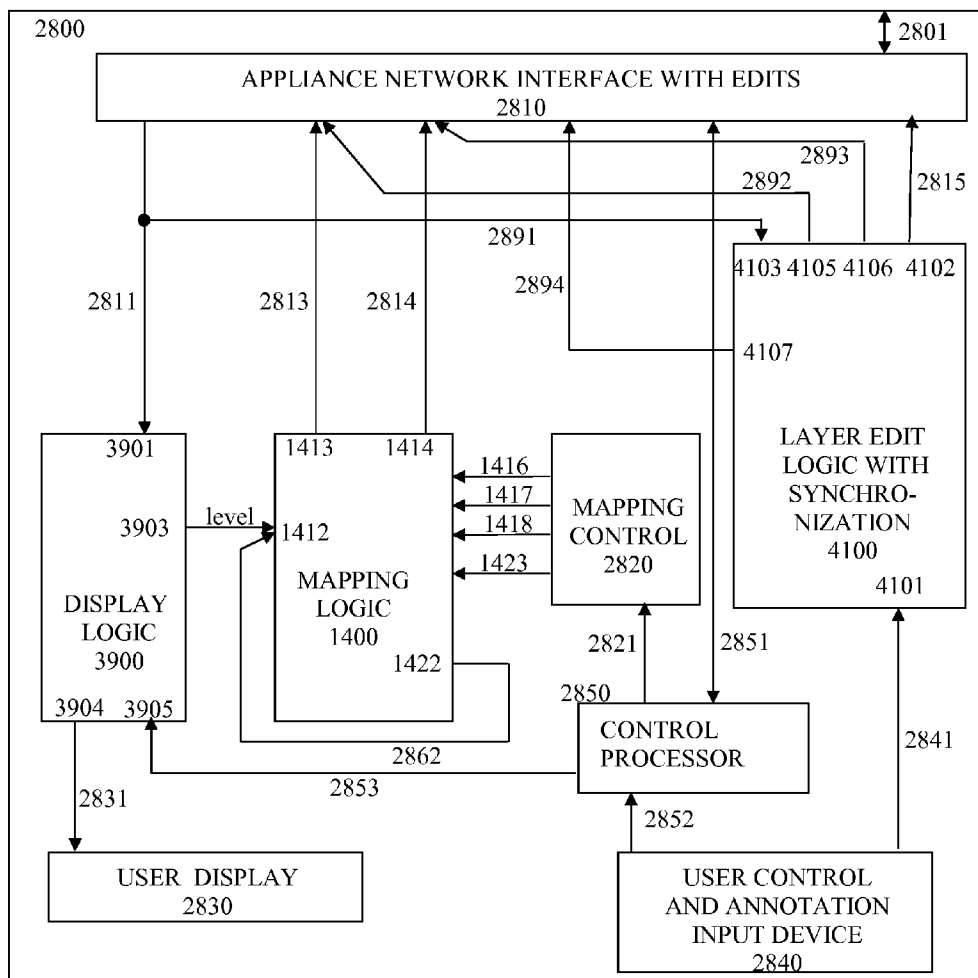 2800
2801
APPLIANCE NETWORK INTERFACE WITH EDITS
2810
2893
2892
2815
2891
4103 4105 4106 4102
2811
2813
2814
2894
4107
3901
1413
1414
LAYER EDIT
LOGIC WITH
SYNCHRO-
NIZATION
4100
4101
3903
level
1412
1416
1417
1418
1423
MAPPING
CONTROL
2820
DISPLAY
LOGIC
3900
MAPPING
LOGIC
1400
1422
2821
2851
3904 3905
2850
CONTROL
PROCESSOR
2841
2862
2853
2831
2852
USER DISPLAY
2830
USER CONTROL
AND ANNOTATION
INPUT DEVICE
2840